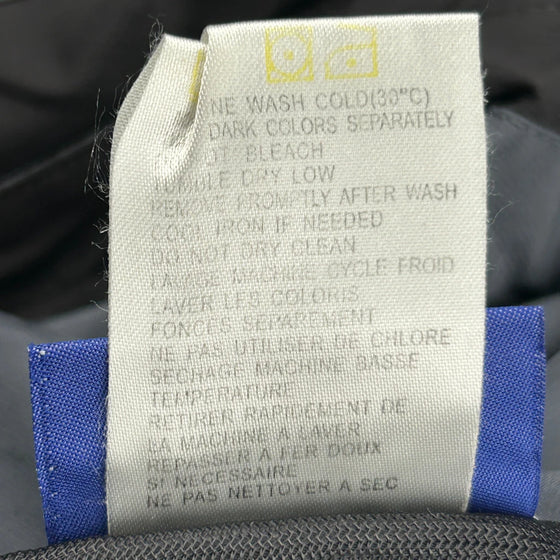 NE WASH COLD(30°C)
DARK COLORS SEPARATELY
BLEACH
TUMBLE DRY LOW
REMOVE PROMPTLY AFTER WASH
COOL IRON IF NEEDED
DO NOT DRY CLEAN
LAVAGE MACHINE CYCLE FROID
LAVER LES COLORIS
FONCES SEPAREMENT
NE PAS UTILISER DE CHLORE
SECHAGE MACHINE BASSE
TEMPERATURE
RETIRER RAPIDEMENT DE
LA MACHINE A LAVER
REPASSER A FER DOUX
SI NECESSAIRE
NE PAS NETTOYER A SEC